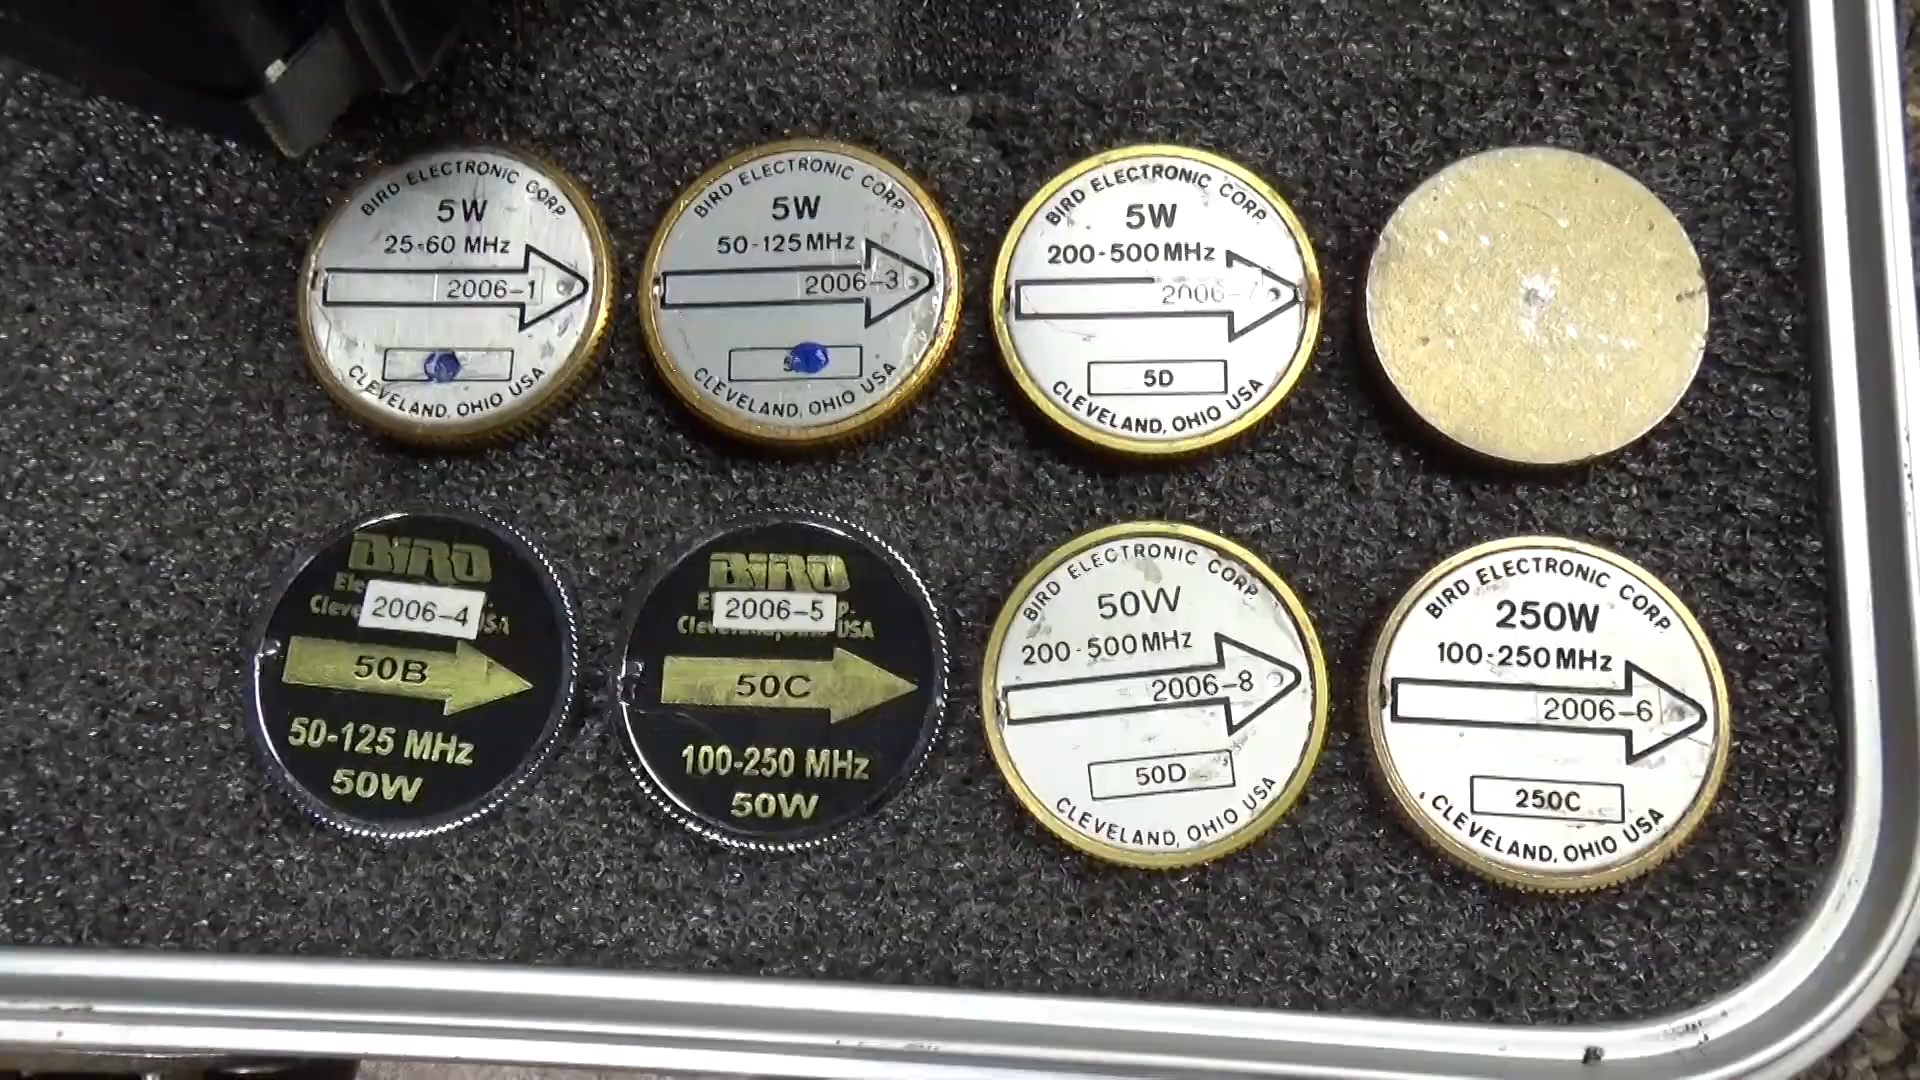 BIRD ELECTRONIC CORP.
5W
25-60 MHz
2006-1
CLEVELAND, OHIO USA
BIRD ELECTRONIC CORP.
5W
50-125 MHz
2006-3
CLEVELAND, OHIO USA
BIRD ELECTRONIC CORP.
5W
200-500 MHz
2006-7
5D
CLEVELAND, OHIO USA
BIRD
2006-4
USA
50B
50-125 MHz
50W
BIRD
2006-5
USA
50C
100-250 MHz
50W
BIRD ELECTRONIC CORP.
50W
200-500 MHz
2006-8
50D
CLEVELAND, OHIO USA
BIRD ELECTRONIC CORP.
250W
100-250 MHz
2006-6
250C
CLEVELAND, OHIO USA